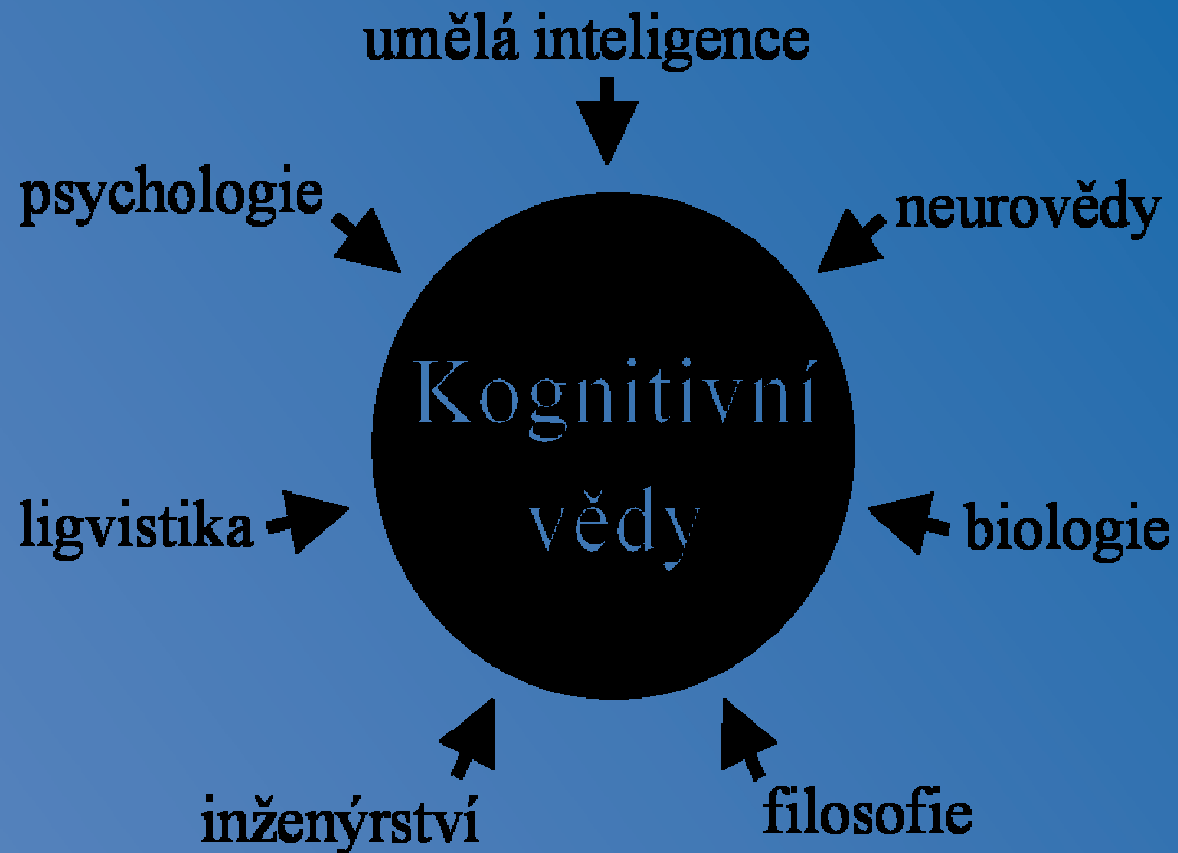 umělá inteligence
psychologie
neurovědy
Kognitivní
vědy
ligvistika
biologie
inženýrství
filosofie